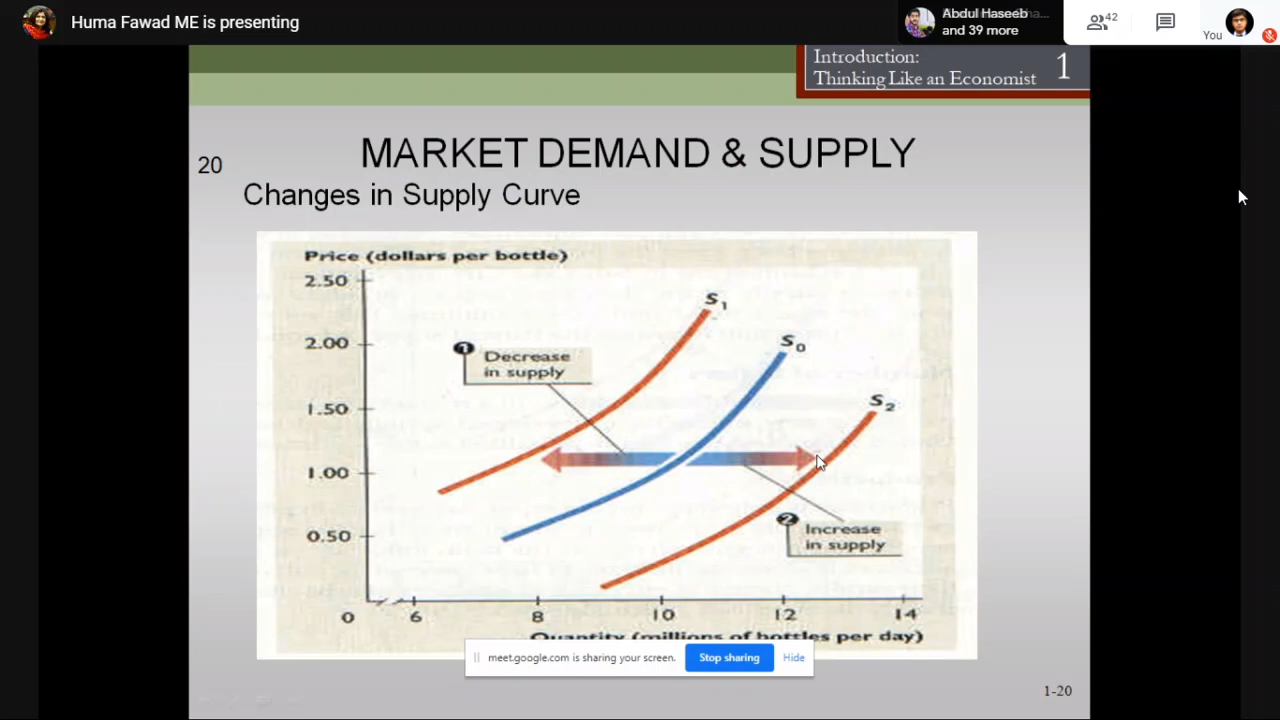 Huma Fawad ME is presenting
Abdul Haseeb
and 39 more
42
You
Introduction:
Thinking Like an Economist
1
20
MARKET DEMAND & SUPPLY
Changes in Supply Curve
Price (dollars per bottle)
2.50
2.00
1.50
1.00
0.50
S1
S0
S2
1
Decrease
in supply
2
Increase
in supply
0
6
8
10
12
14
Quantity (millions of bottles per day)
meet.google.com is sharing your screen.
Stop sharing
Hide
1-20